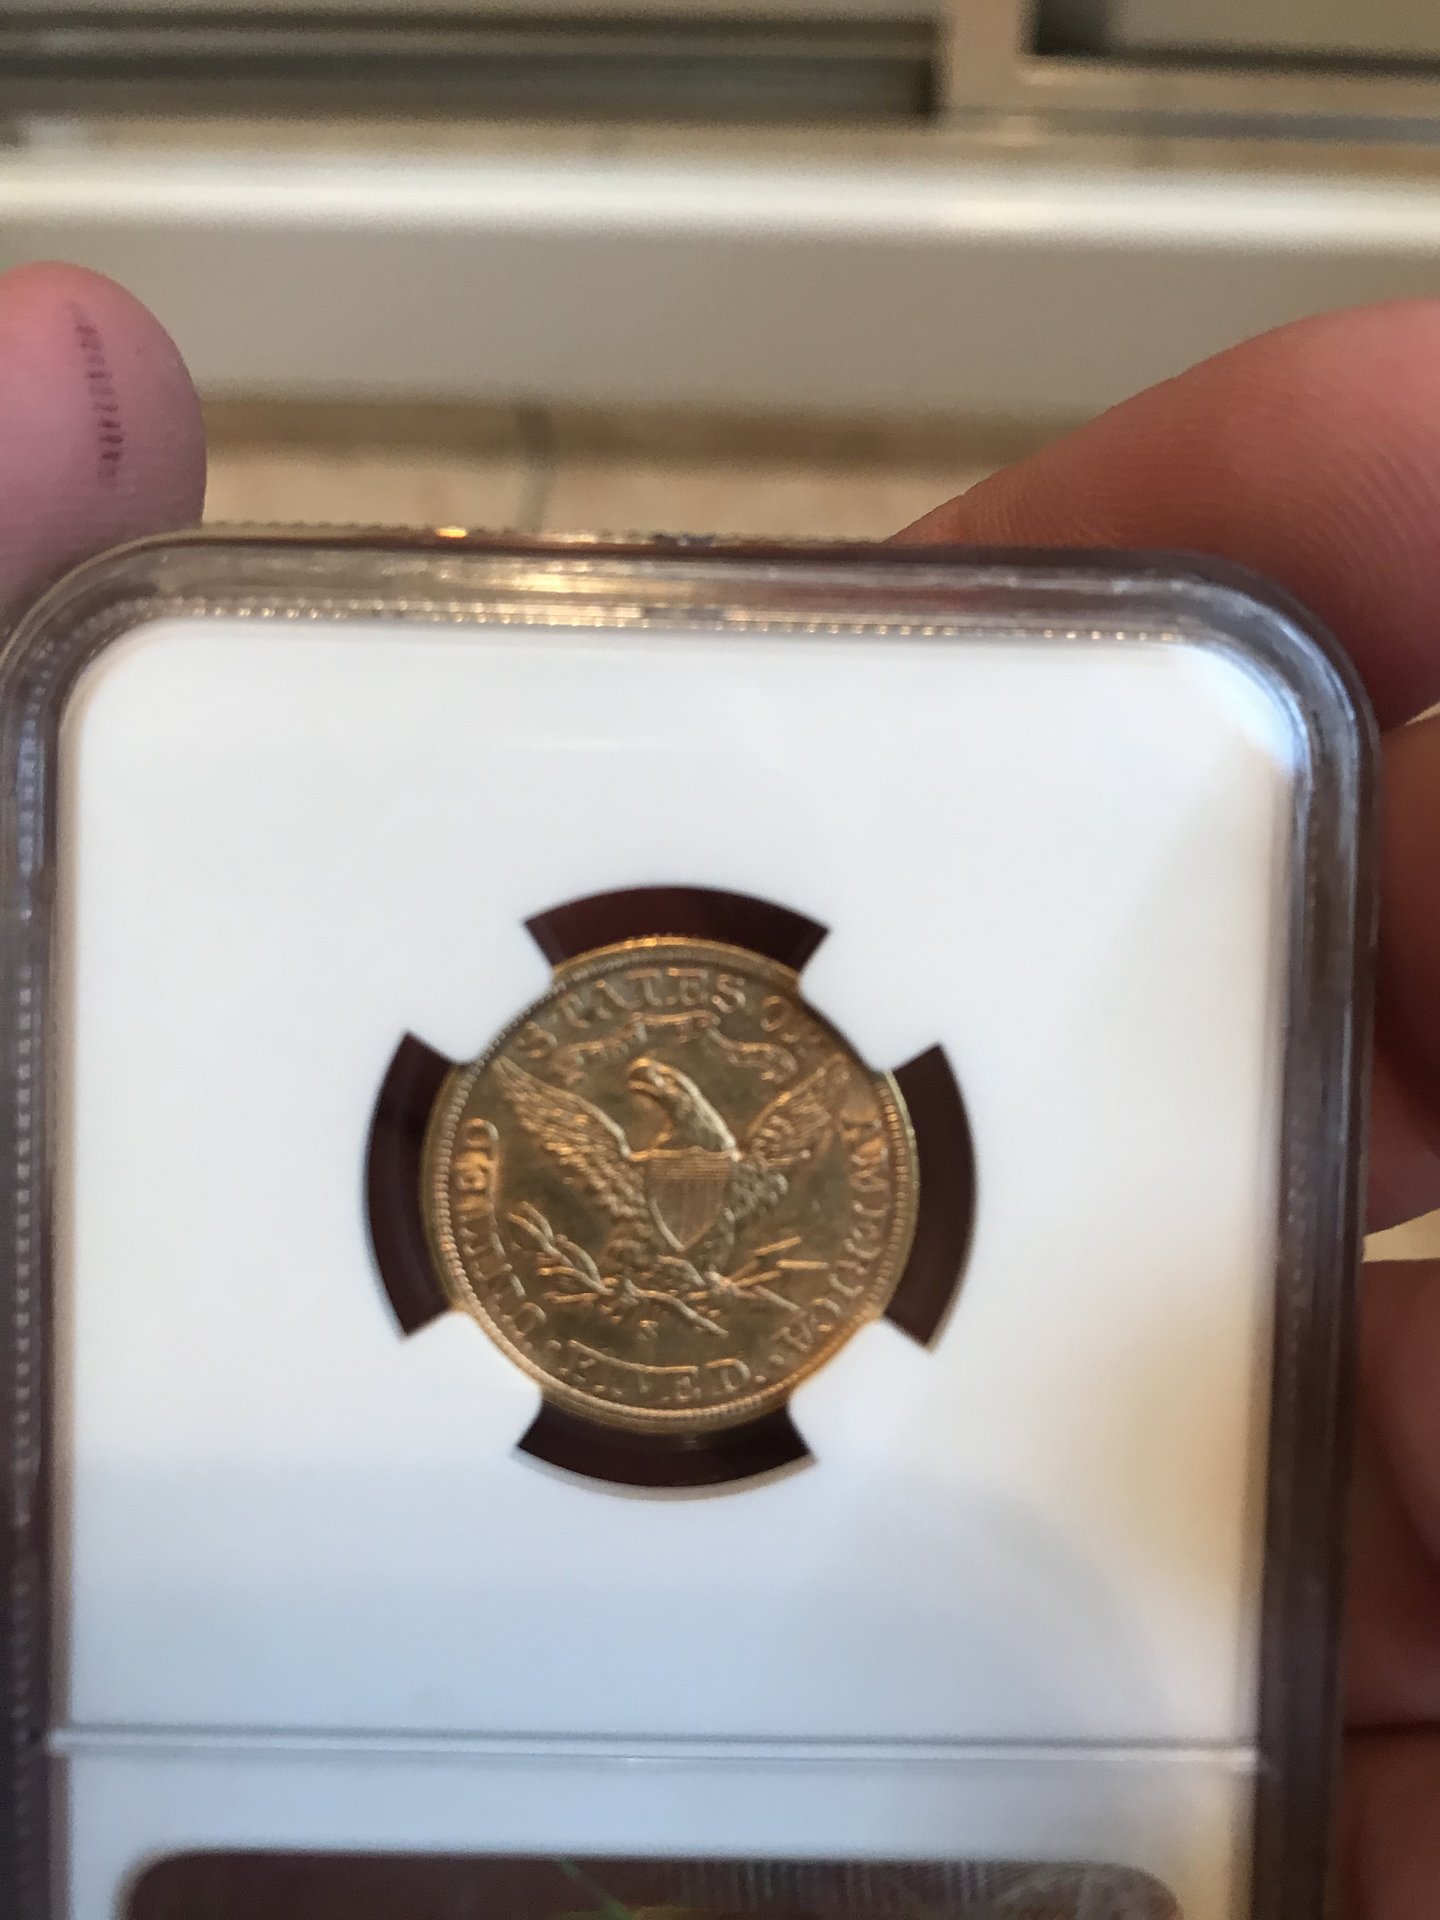 UNITED STATES OF AMERICA
S
FIVE D.